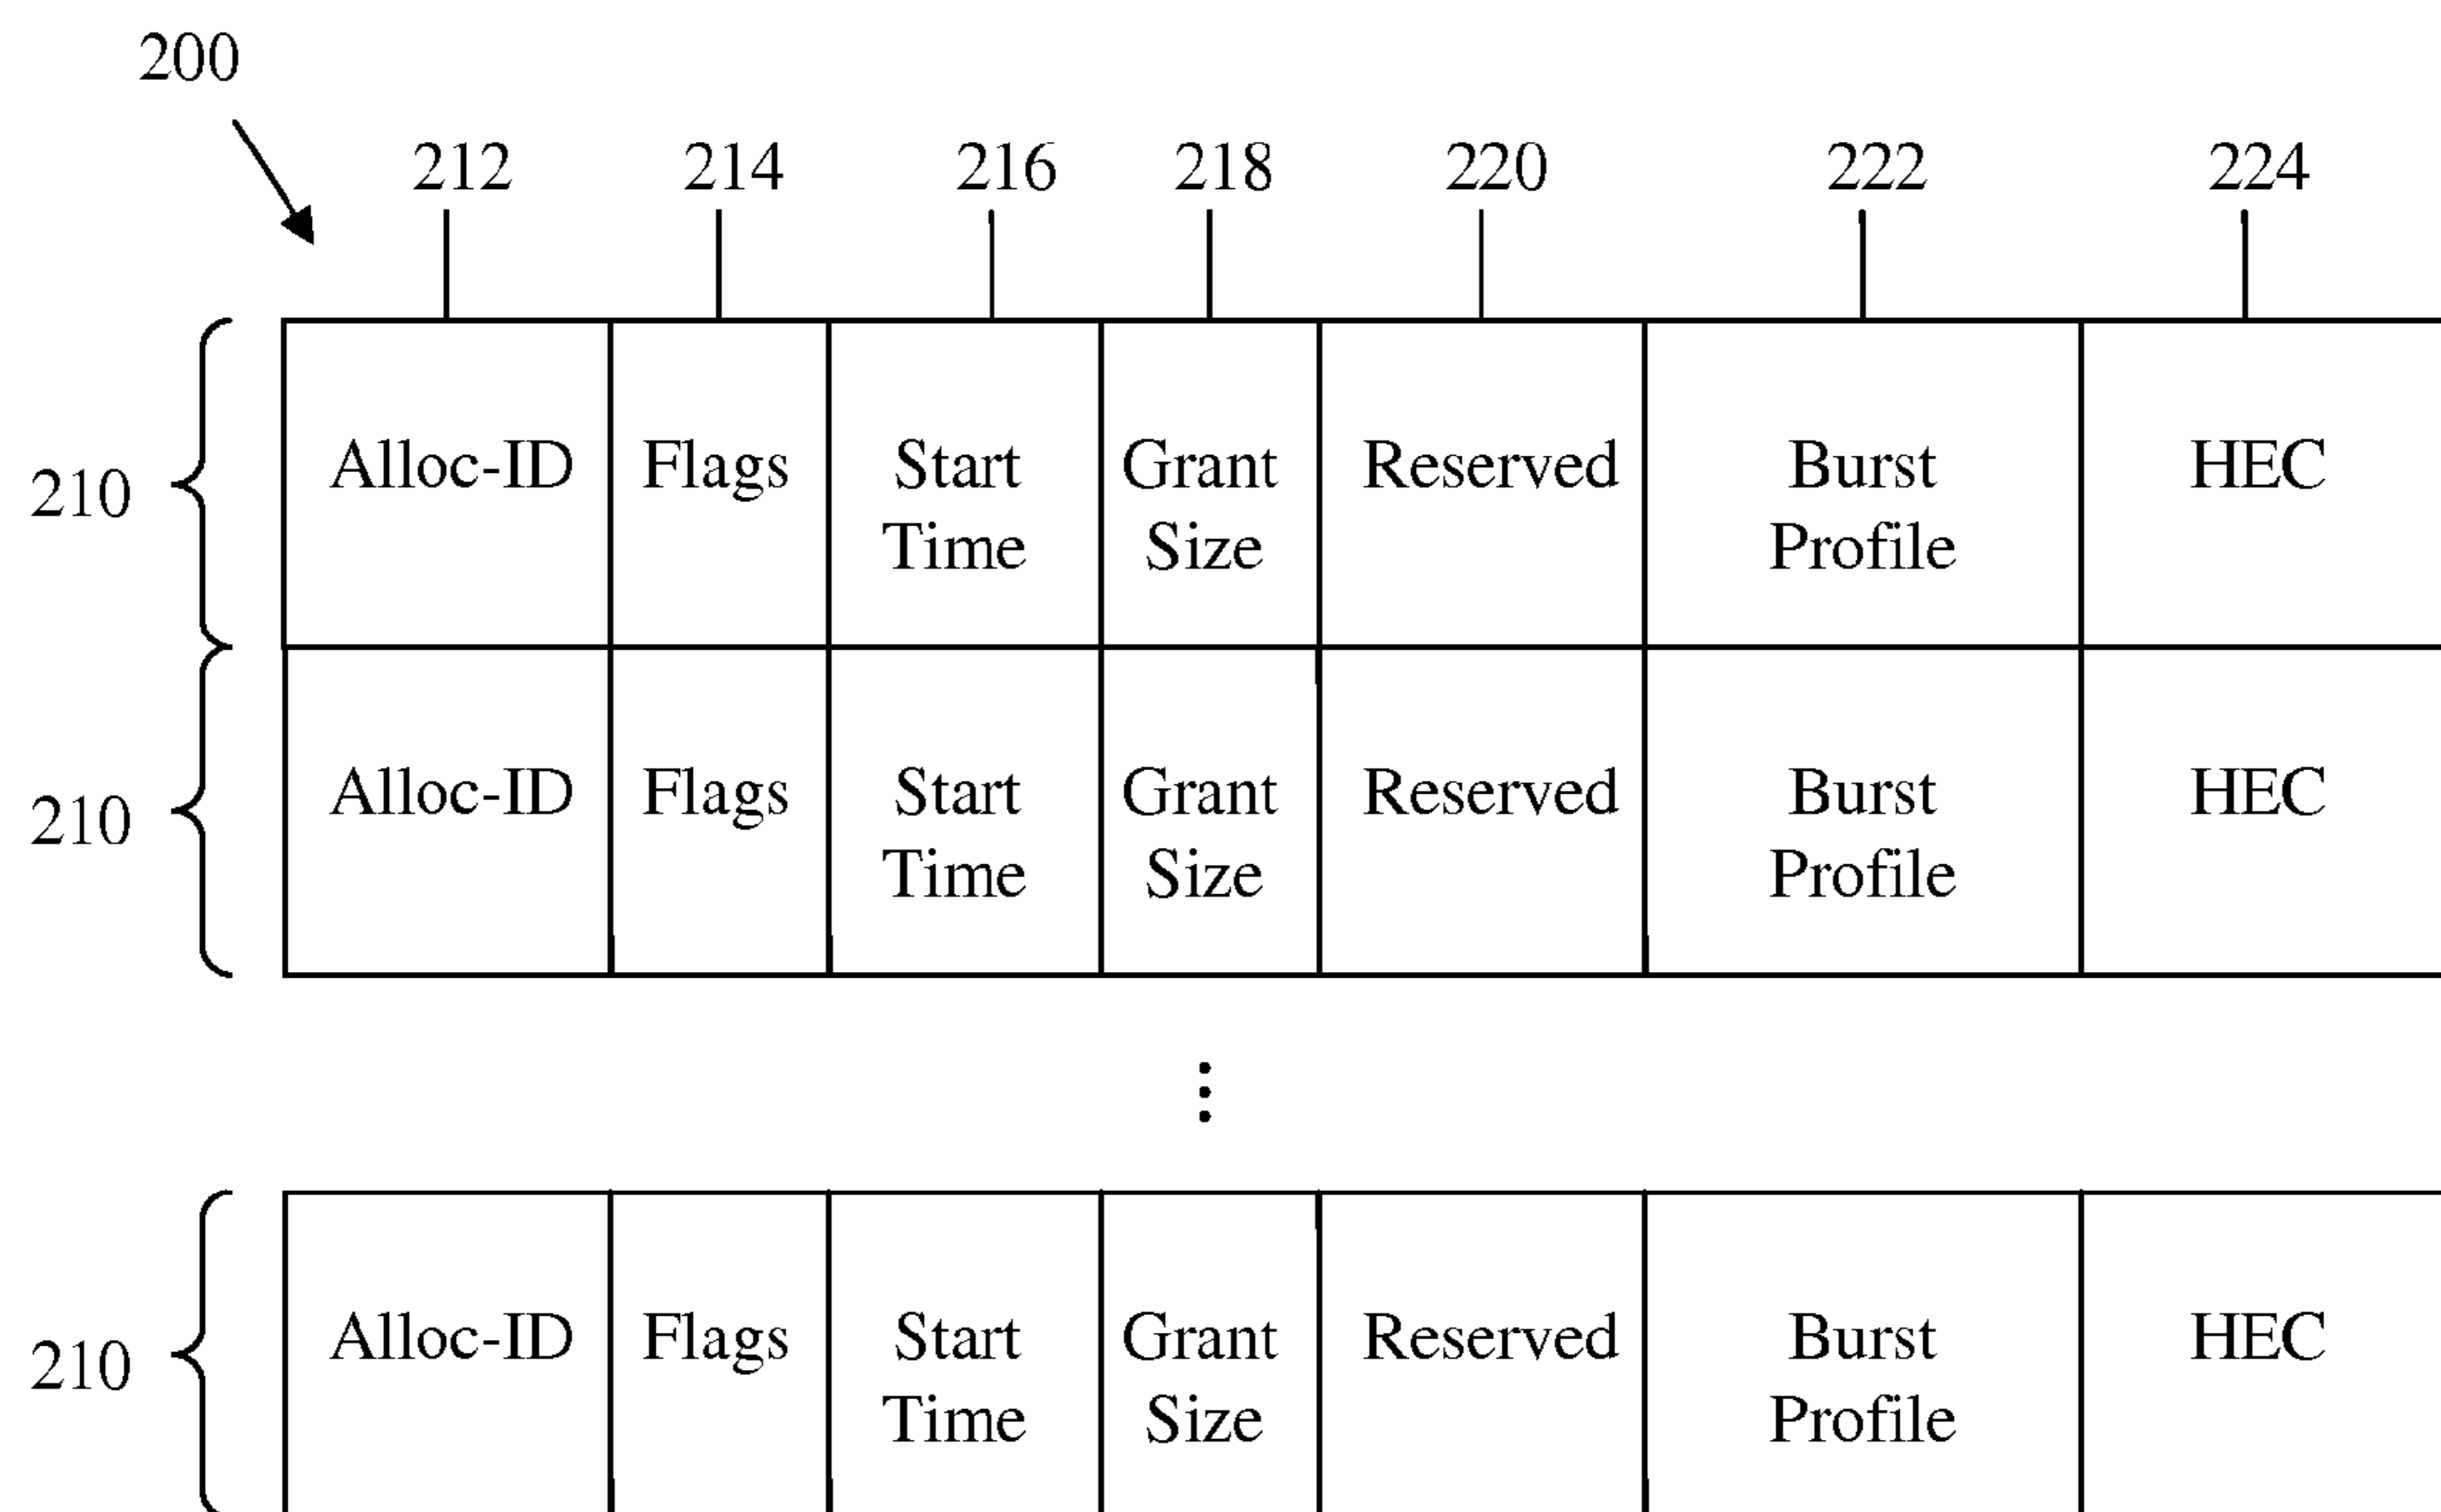 200
212 214 216 218 220 222 224
210 Alloc-ID Flags Start Time Grant Size Reserved Burst Profile HEC
210 Alloc-ID Flags Start Time Grant Size Reserved Burst Profile HEC
210 Alloc-ID Flags Start Time Grant Size Reserved Burst Profile HEC